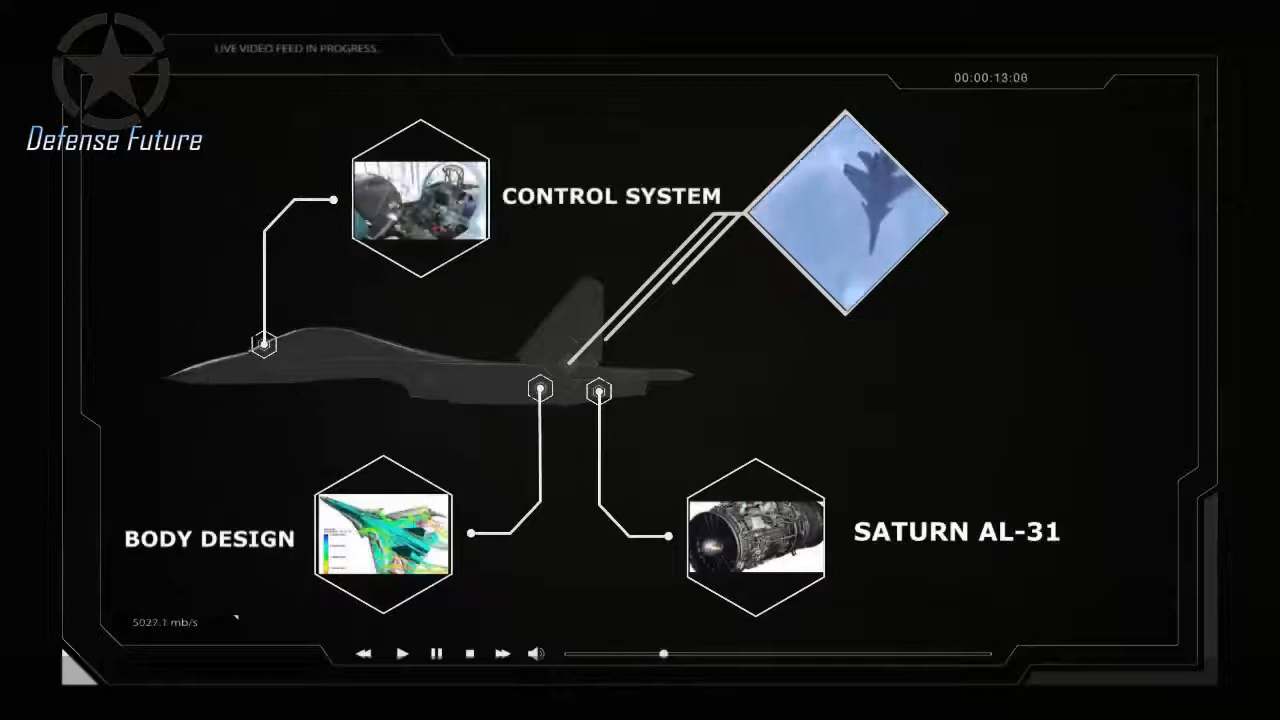 LIVE VIDEO FEED IN PROGRESS.
00:00:13:06
Defense Future
CONTROL SYSTEM
BODY DESIGN
SATURN AL-31
5027.1 mb/s